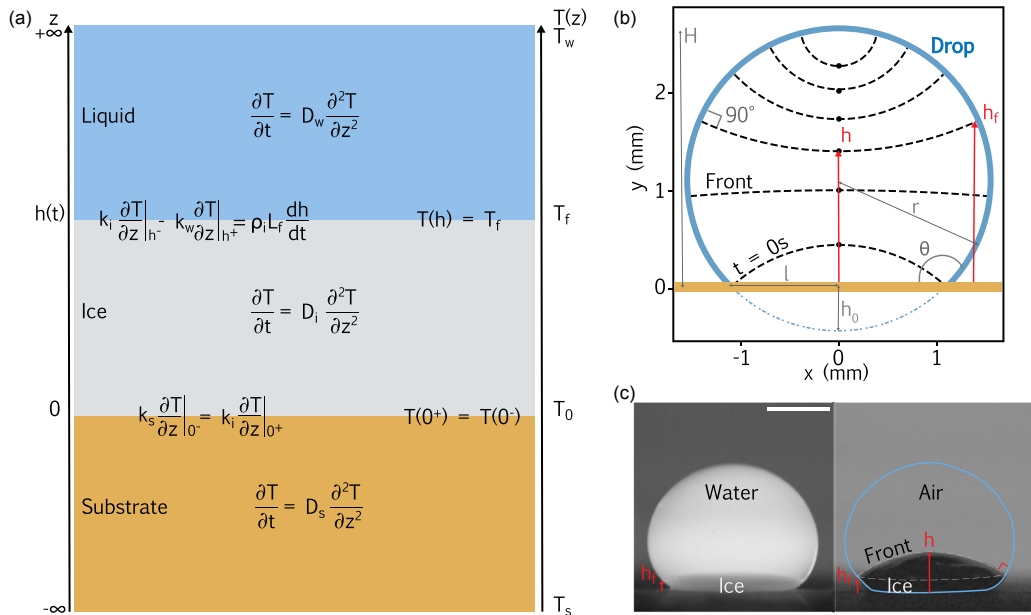 (a)
z
T(z)
+∞
T_w
Liquid
∂T/∂t = D_w ∂²T/∂z²
h(t)
k_i ∂T/∂z|_h⁻ - k_w ∂T/∂z|_h⁺ = ρ_i L_f dh/dt
T(h) = T_f
T_f
Ice
∂T/∂t = D_i ∂²T/∂z²
0
k_s ∂T/∂z|_0⁻ = k_i ∂T/∂z|_0⁺
T(0⁺) = T(0⁻)
T_0
Substrate
∂T/∂t = D_s ∂²T/∂z²
-∞
T_s
(b)
H
Drop
2
90°
h
h_f
y (mm)
Front
1
r
t = 0s
θ
l
0
h_0
-1
0
1
x (mm)
(c)
Water
Air
Front
h
h_f
Ice
Ice